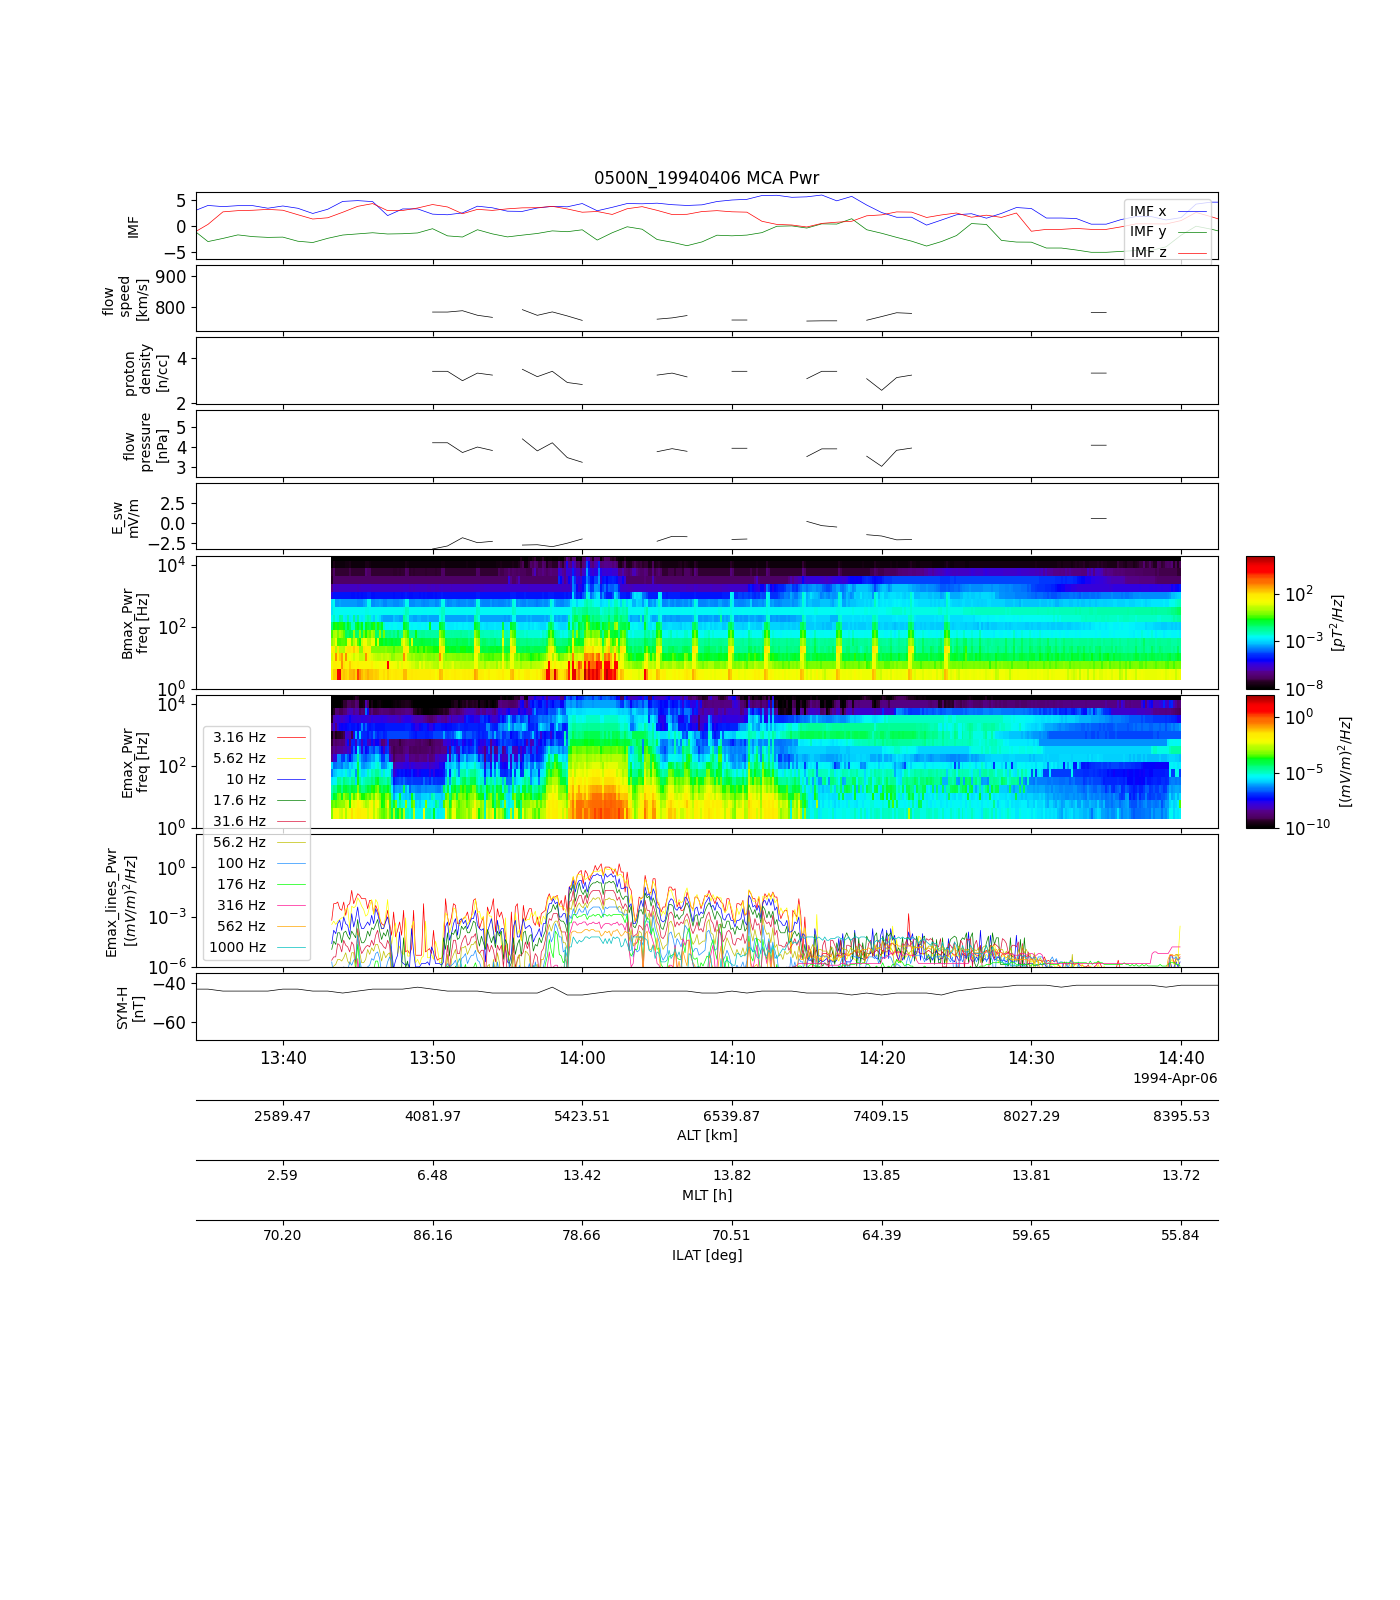 0500N_19940406 MCA Pwr
IMF
5
0
−5
IMF x
IMF y
IMF z
flow
speed
[km/s]
900
800
proton
density
[n/cc]
4
2
flow
pressure
[nPa]
5
4
3
E_sw
mV/m
2.5
0.0
−2.5
Bmax_Pwr
freq [Hz]
10^4
10^2
10^0
10^2
10^-3
10^-8
[pT^2/Hz]
Emax_Pwr
freq [Hz]
10^4
10^2
10^0
10^0
10^-5
10^-10
[(mV/m)^2/Hz]
3.16 Hz
5.62 Hz
10 Hz
17.6 Hz
31.6 Hz
56.2 Hz
100 Hz
176 Hz
316 Hz
562 Hz
1000 Hz
Emax_lines_Pwr
[(mV/m)^2/Hz]
10^0
10^-3
10^-6
SYM-H
[nT]
−40
−60
13:40 13:50 14:00 14:10 14:20 14:30 14:40
1994-Apr-06
2589.47 4081.97 5423.51 6539.87 7409.15 8027.29 8395.53
ALT [km]
2.59 6.48 13.42 13.82 13.85 13.81 13.72
MLT [h]
70.20 86.16 78.66 70.51 64.39 59.65 55.84
ILAT [deg]